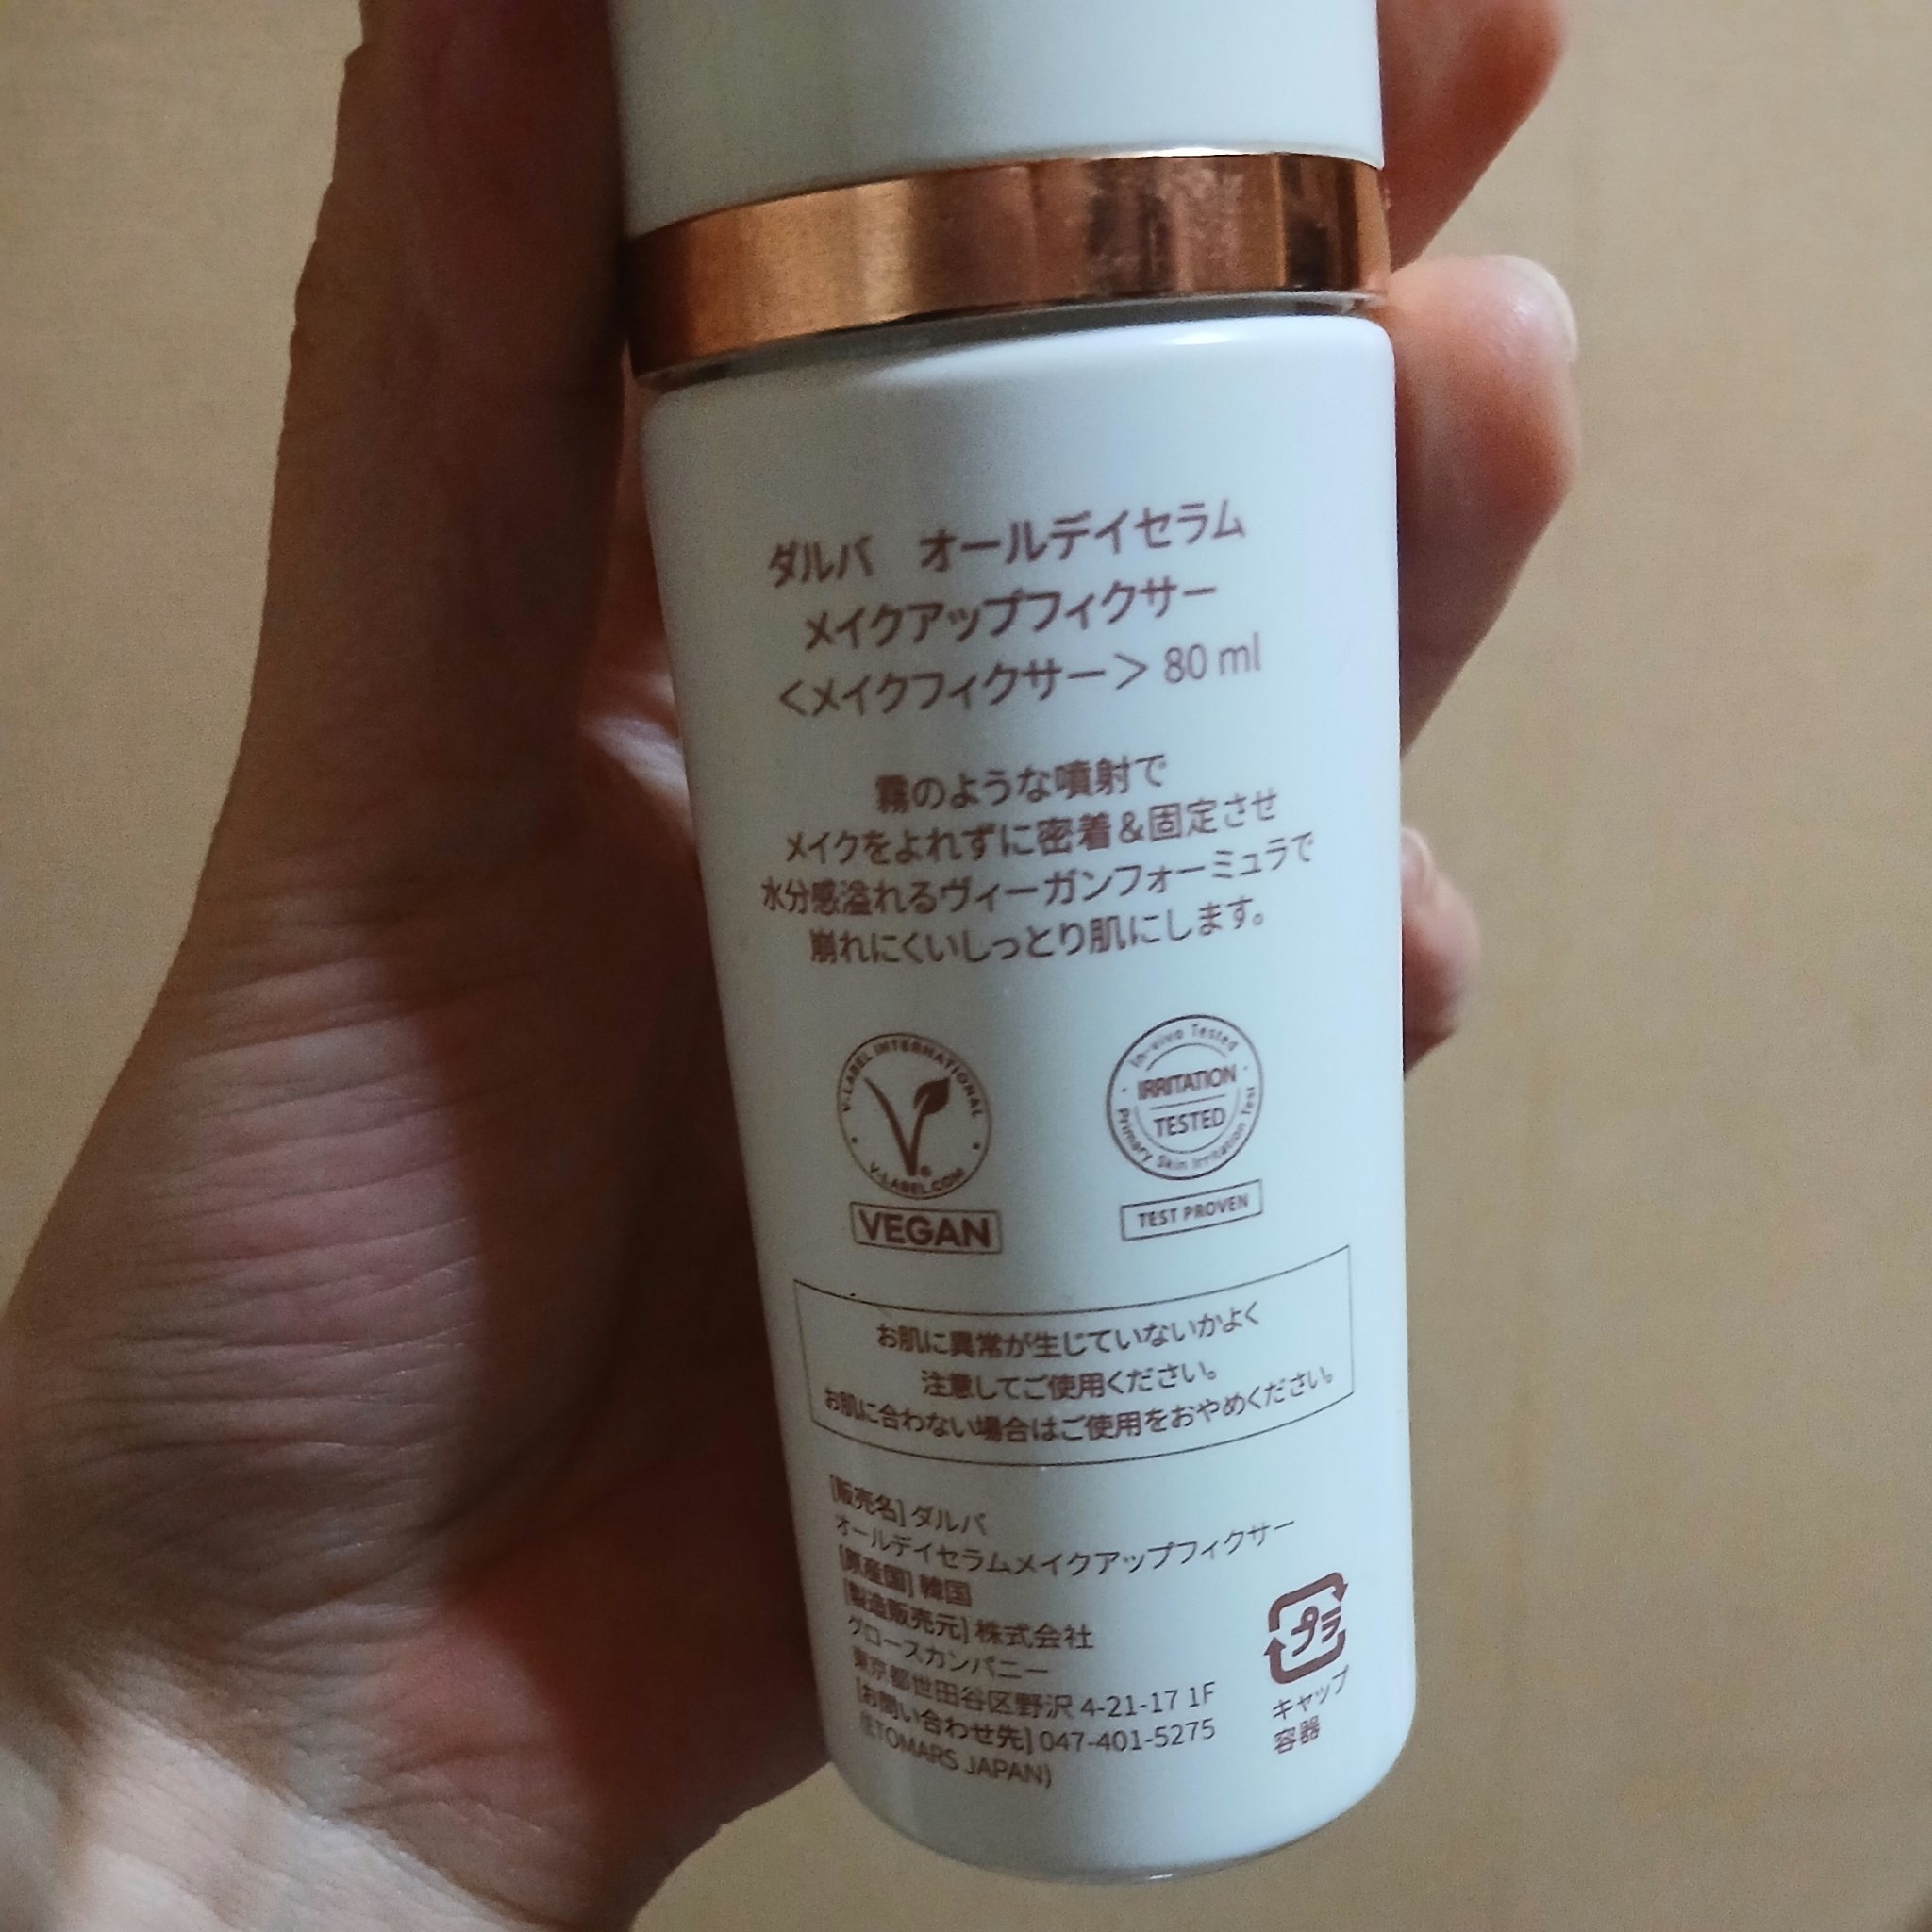 ダルバ　オールデイセラム
メイクアップフィクサー
＜メイクフィクサー＞ 80 ml
霧のような噴射で
メイクをよれずに密着＆固定させ
水分感溢れるヴィーガンフォーミュラで
崩れにくいしっとり肌にします。
V-LABEL INTERNATIONAL
V-LABEL.COM
®
VEGAN
In-vivo Tested
IRRITATION
TESTED
Primary Skin Irritation Test
TEST PROVEN
お肌に異常が生じていないかよく
注意してご使用ください。
お肌に合わない場合はご使用をおやめください。
[販売名] ダルバ
オールデイセラムメイクアップフィクサー
[原産国] 韓国
[製造販売元] 株式会社
グロースカンパニー
東京都世田谷区野沢 4-21-17 1F
[お問い合わせ先] 047-401-5275
TOMARS JAPAN)
プラ
キャップ
容器